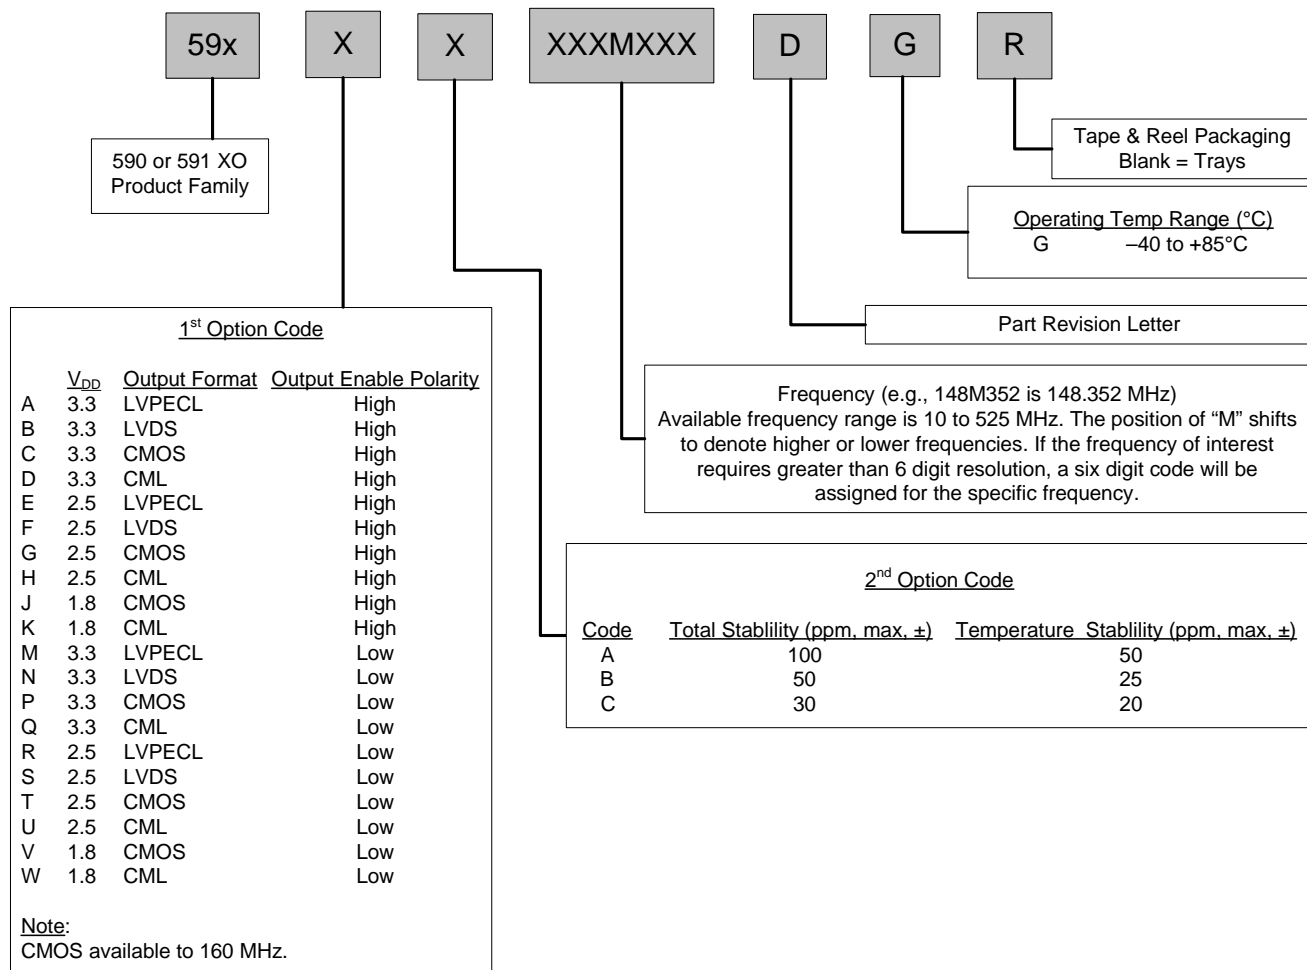 59x X X XXXMXXX D G R
590 or 591 XO
Product Family
Tape & Reel Packaging
Blank = Trays
Operating Temp Range (°C)
G –40 to +85°C
Part Revision Letter
Frequency (e.g., 148M352 is 148.352 MHz)
Available frequency range is 10 to 525 MHz. The position of “M” shifts
to denote higher or lower frequencies. If the frequency of interest
requires greater than 6 digit resolution, a six digit code will be
assigned for the specific frequency.
1st Option Code
VDD Output Format Output Enable Polarity
A 3.3 LVPECL High
B 3.3 LVDS High
C 3.3 CMOS High
D 3.3 CML High
E 2.5 LVPECL High
F 2.5 LVDS High
G 2.5 CMOS High
H 2.5 CML High
J 1.8 CMOS High
K 1.8 CML High
M 3.3 LVPECL Low
N 3.3 LVDS Low
P 3.3 CMOS Low
Q 3.3 CML Low
R 2.5 LVPECL Low
S 2.5 LVDS Low
T 2.5 CMOS Low
U 2.5 CML Low
V 1.8 CMOS Low
W 1.8 CML Low
Note:
CMOS available to 160 MHz.
2nd Option Code
Code Total Stablility (ppm, max, ±) Temperature Stablility (ppm, max, ±)
A 100 50
B 50 25
C 30 20